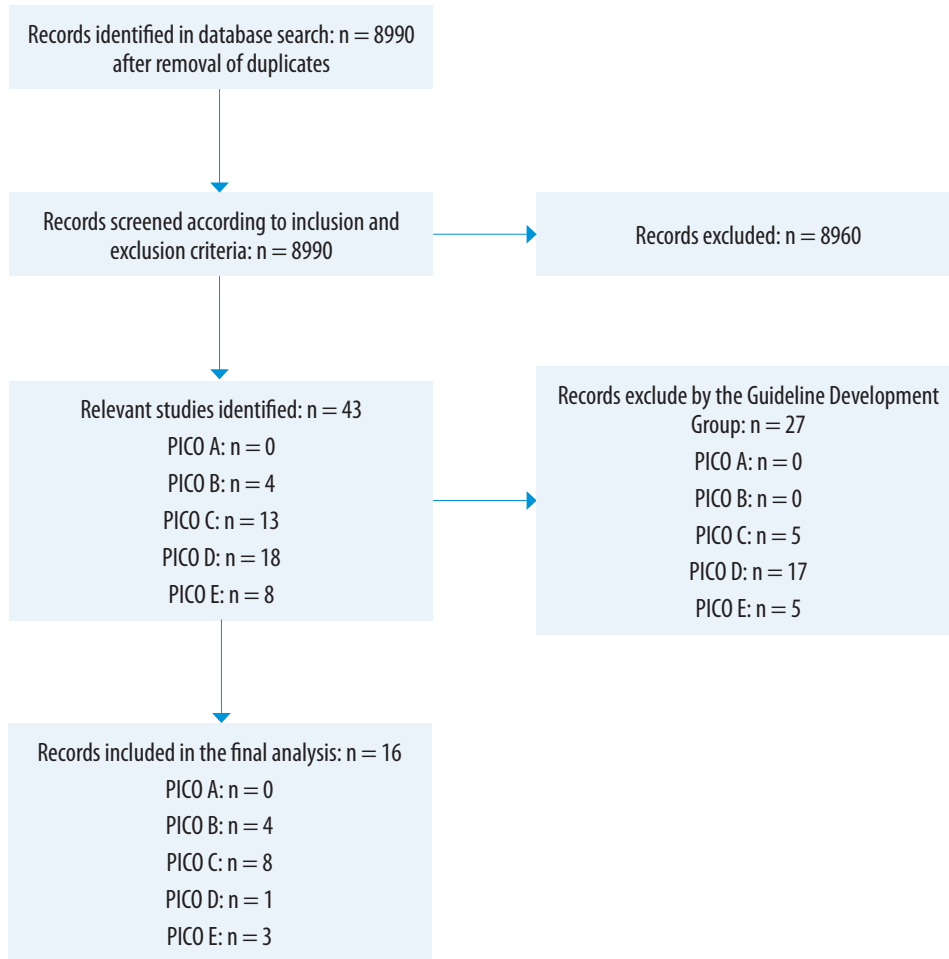 Records identified in database search: n = 8990
after removal of duplicates
Records screened according to inclusion and
exclusion criteria: n = 8990
Records excluded: n = 8960
Relevant studies identified: n = 43
PICO A: n = 0
PICO B: n = 4
PICO C: n = 13
PICO D: n = 18
PICO E: n = 8
Records exclude by the Guideline Development
Group: n = 27
PICO A: n = 0
PICO B: n = 0
PICO C: n = 5
PICO D: n = 17
PICO E: n = 5
Records included in the final analysis: n = 16
PICO A: n = 0
PICO B: n = 4
PICO C: n = 8
PICO D: n = 1
PICO E: n = 3